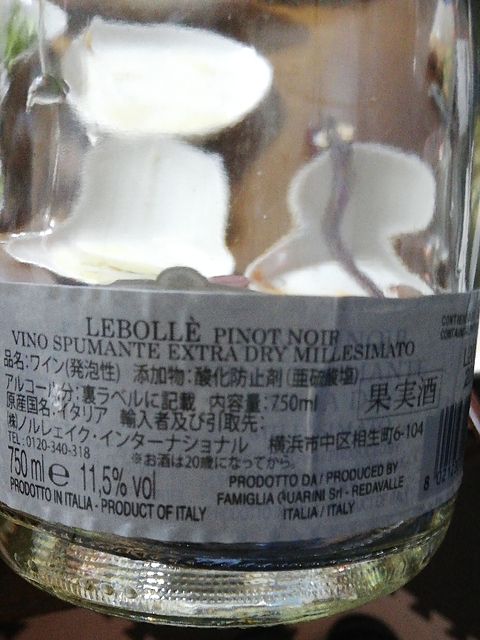 LEBOLLÈ PINOT NOIR
VINO SPUMANTE EXTRA DRY MILLESIMATO
品名:ワイン(発泡性) 添加物:酸化防止剤(亜硫酸塩)
アルコール分:裏ラベルに記載 内容量:750ml
果実酒
原産国名:イタリア 輸入者及び引取先:
㈱ノルレェイク・インターナショナル 横浜市中区相生町6-104
TEL:0120-340-318
※お酒は20歳になってから。
750 ml e 11,5% vol
PRODOTTO IN ITALIA - PRODUCT OF ITALY
PRODOTTO DA / PRODUCED BY
FAMIGLIA QUARINI Srl - REDAVALLE
ITALIA / ITALY